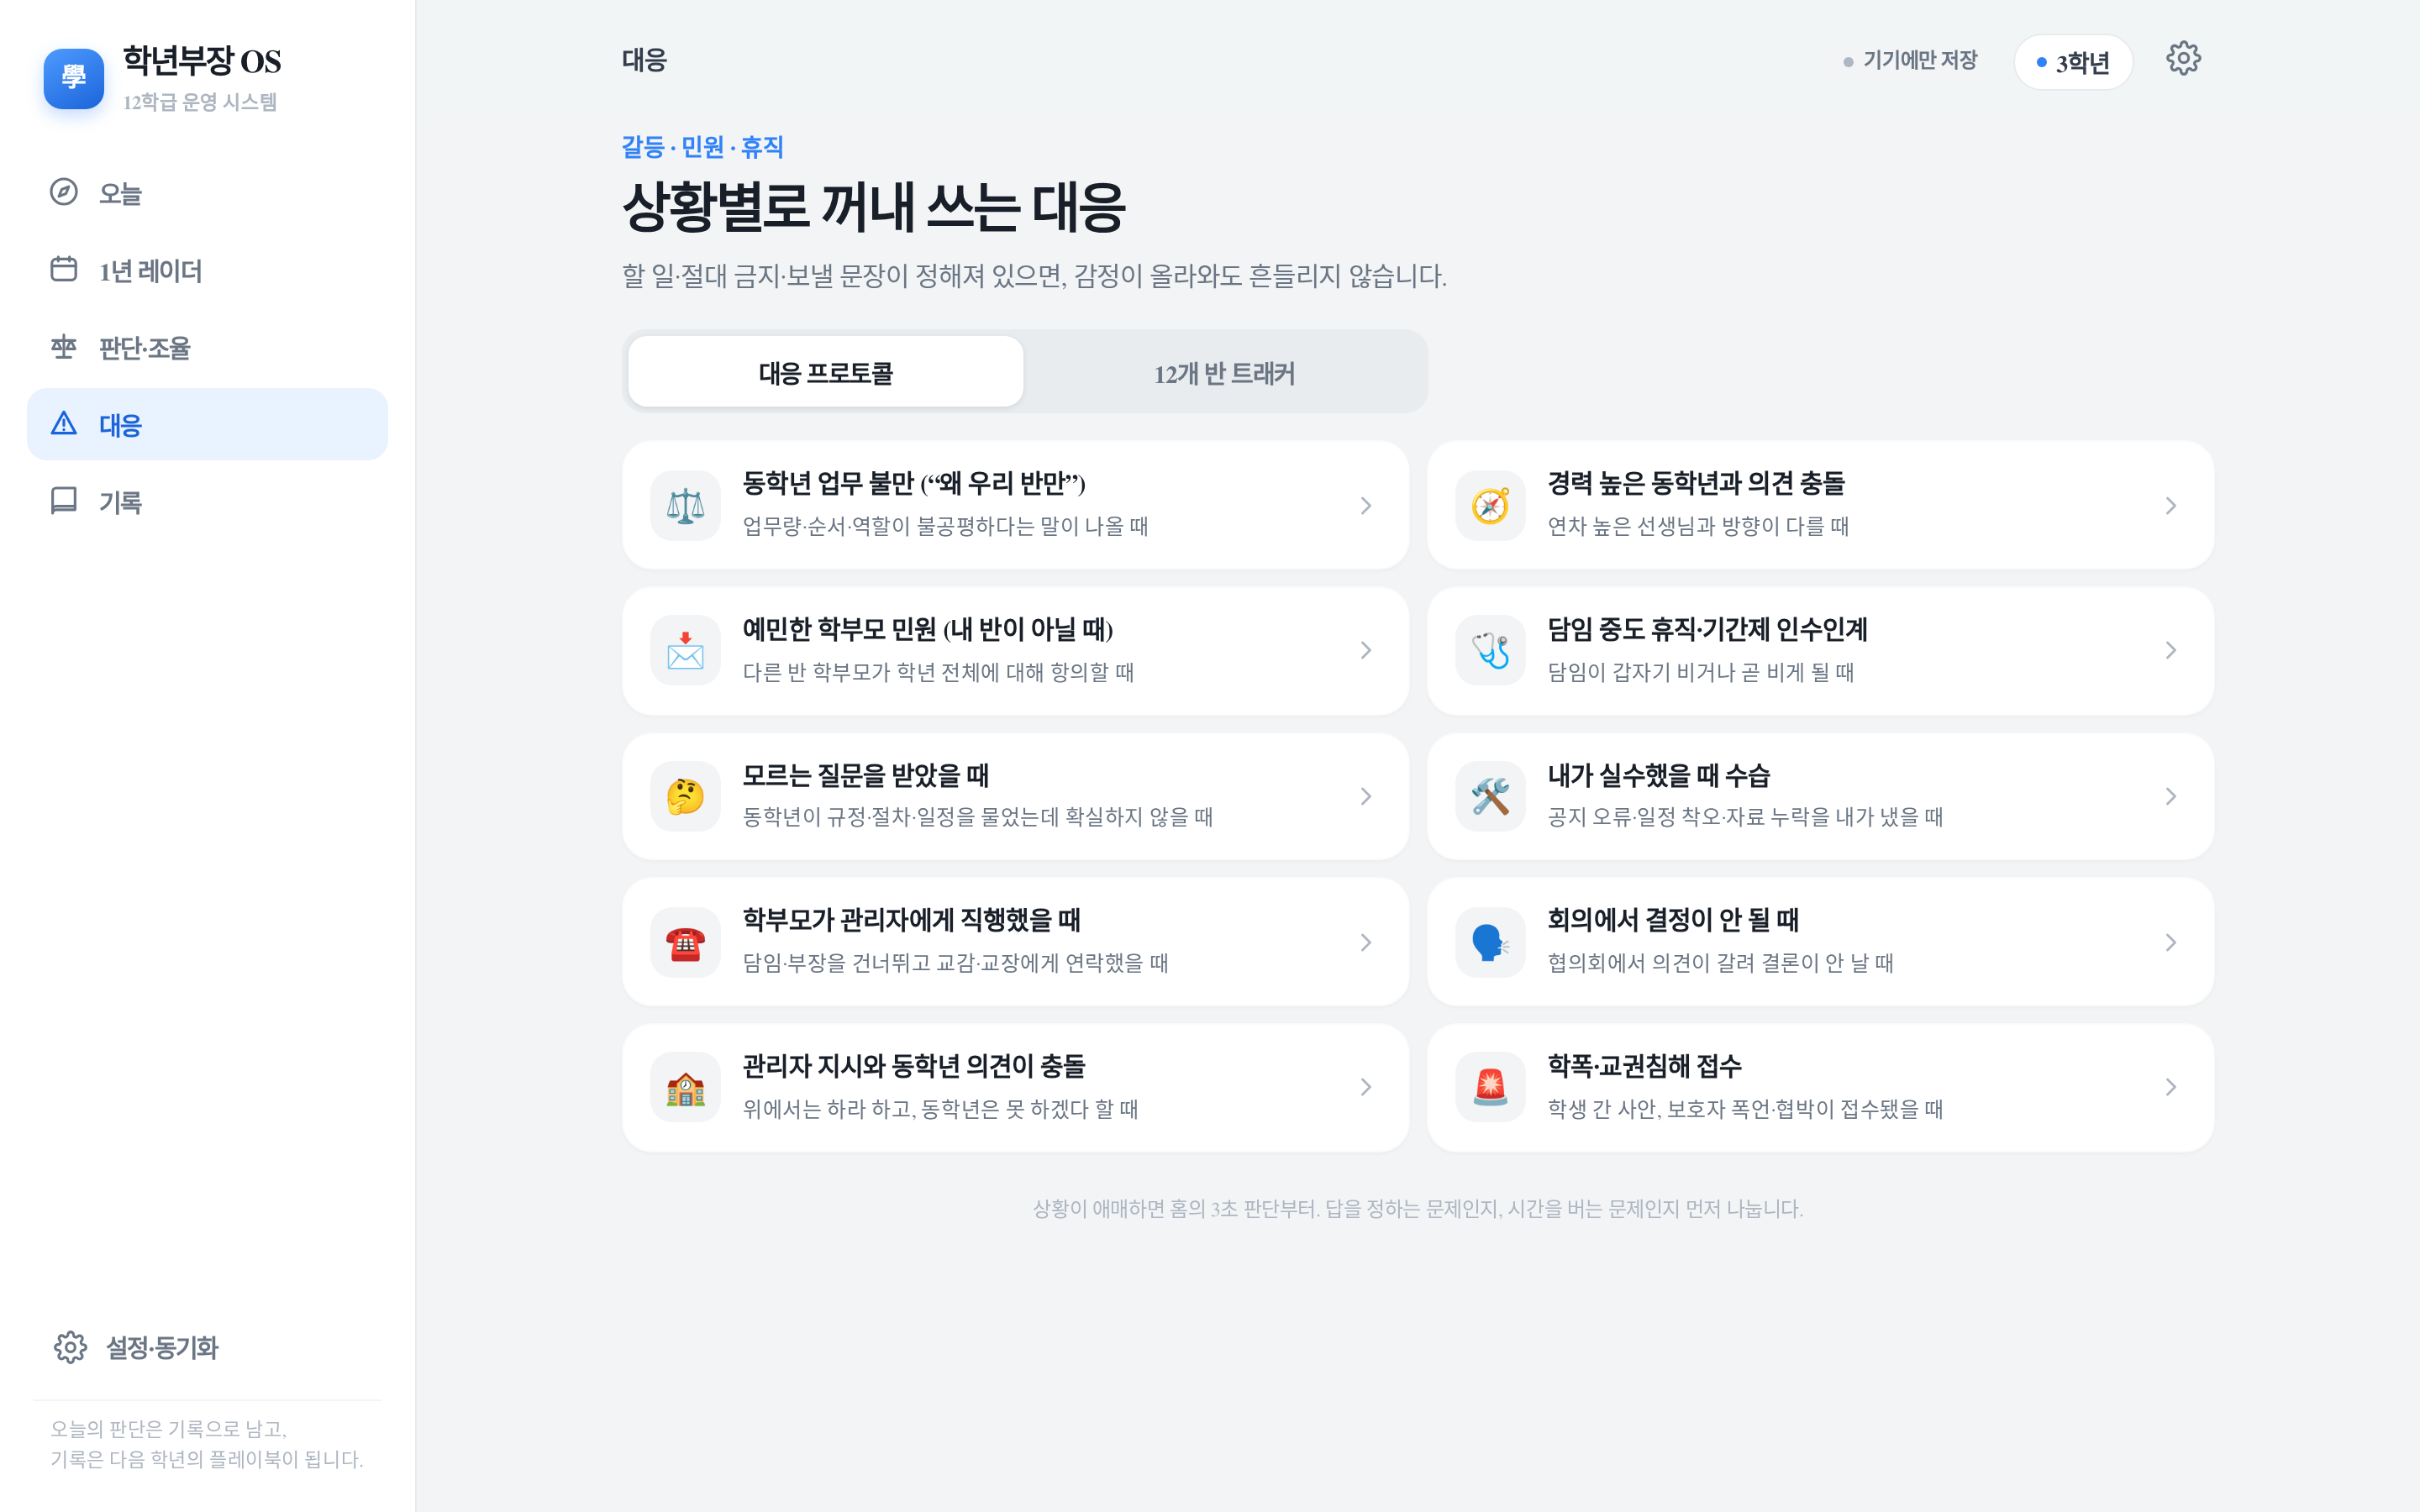 學
학년부장 OS
12학급 운영 시스템
오늘
1년 레이더
판단·조율
대응
기록
설정·동기화
오늘의 판단은 기록으로 남고,
기록은 다음 학년의 플레이북이 됩니다.
대응
기기에만 저장
3학년
갈등 · 민원 · 휴직
상황별로 꺼내 쓰는 대응
할 일·절대 금지·보낼 문장이 정해져 있으면, 감정이 올라와도 흔들리지 않습니다.
대응 프로토콜
12개 반 트래커
동학년 업무 불만 (“왜 우리 반만”)
업무량·순서·역할이 불공평하다는 말이 나올 때
경력 높은 동학년과 의견 충돌
연차 높은 선생님과 방향이 다를 때
예민한 학부모 민원 (내 반이 아닐 때)
다른 반 학부모가 학년 전체에 대해 항의할 때
담임 중도 휴직·기간제 인수인계
담임이 갑자기 비거나 곧 비게 될 때
모르는 질문을 받았을 때
동학년이 규정·절차·일정을 물었는데 확실하지 않을 때
내가 실수했을 때 수습
공지 오류·일정 착오·자료 누락을 내가 냈을 때
학부모가 관리자에게 직행했을 때
담임·부장을 건너뛰고 교감·교장에게 연락했을 때
회의에서 결정이 안 될 때
협의회에서 의견이 갈려 결론이 안 날 때
관리자 지시와 동학년 의견이 충돌
위에서는 하라 하고, 동학년은 못 하겠다 할 때
학폭·교권침해 접수
학생 간 사안, 보호자 폭언·협박이 접수됐을 때
상황이 애매하면 홈의 3초 판단부터. 답을 정하는 문제인지, 시간을 버는 문제인지 먼저 나눕니다.